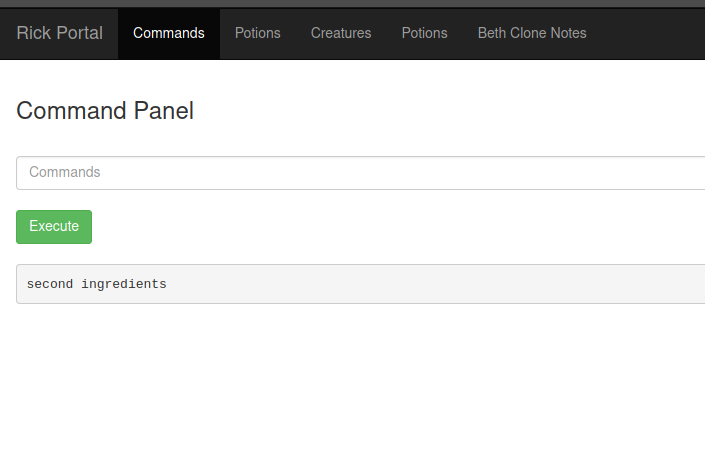 Rick Portal Commands Potions Creatures Potions Beth Clone Notes
Command Panel
Commands
Execute
second ingredients